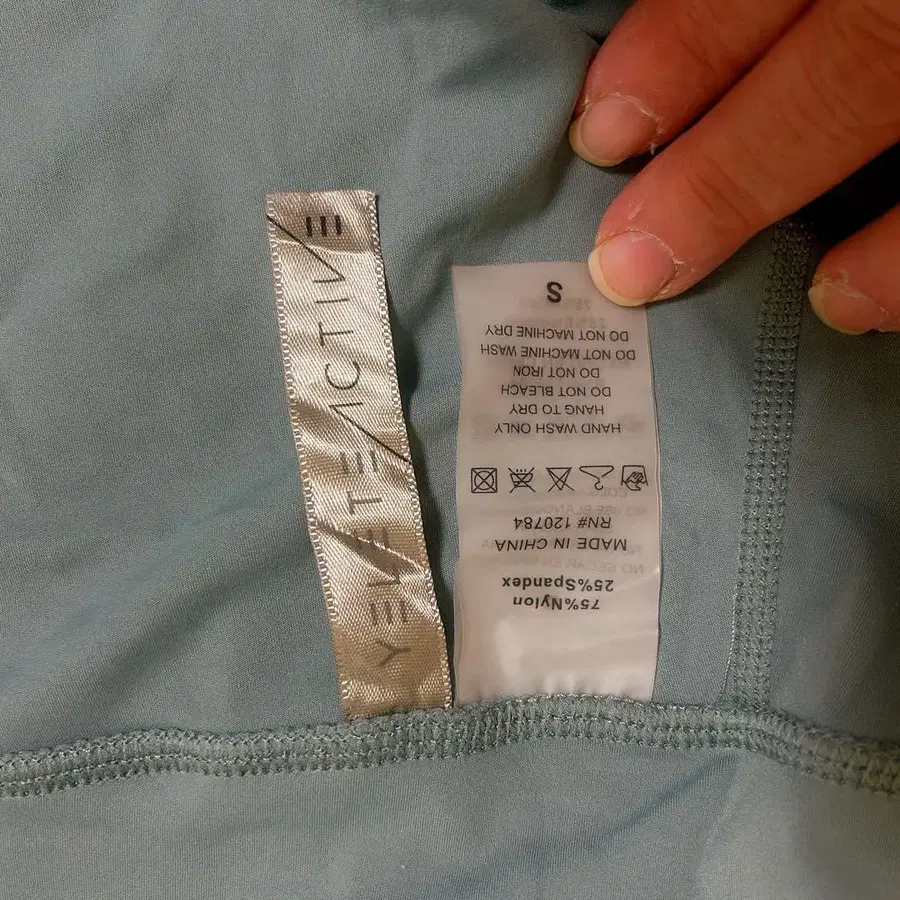 YELETE/ACTIVE
75%Nylon
25%Spandex
MADE IN CHINA
RN# 120784
HAND WASH ONLY
HANG TO DRY
DO NOT BLEACH
DO NOT IRON
DO NOT MACHINE WASH
DO NOT MACHINE DRY
S